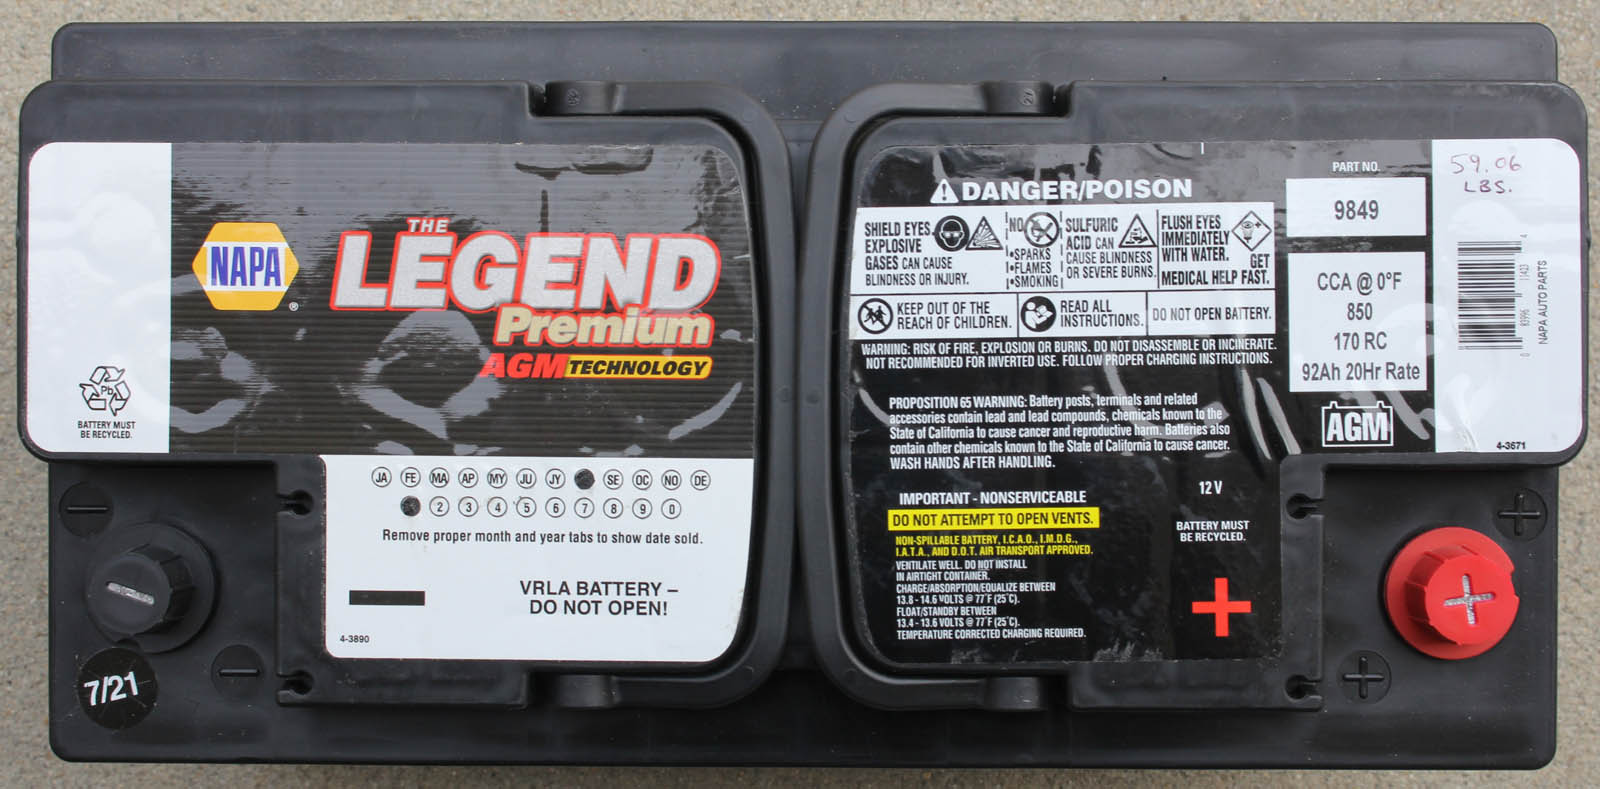 NAPA
®
THE
LEGEND
Premium
AGM TECHNOLOGY
Pb
BATTERY MUST
BE RECYCLED.
JA FE MA AP MY JU JY SE OC NO DE
2 3 4 5 6 7 8 9 0
Remove proper month and year tabs to show date sold.
VRLA BATTERY –
DO NOT OPEN!
4-3890
7/21
DANGER/POISON
SHIELD EYES.
EXPLOSIVE
GASES CAN CAUSE
BLINDNESS OR INJURY.
NO
•SPARKS
•FLAMES
•SMOKING
SULFURIC
ACID CAN
CAUSE BLINDNESS
OR SEVERE BURNS.
FLUSH EYES
IMMEDIATELY
WITH WATER. GET
MEDICAL HELP FAST.
KEEP OUT OF THE
REACH OF CHILDREN.
READ ALL
INSTRUCTIONS.
DO NOT OPEN BATTERY.
WARNING: RISK OF FIRE, EXPLOSION OR BURNS. DO NOT DISASSEMBLE OR INCINERATE.
NOT RECOMMENDED FOR INVERTED USE. FOLLOW PROPER CHARGING INSTRUCTIONS.
PROPOSITION 65 WARNING: Battery posts, terminals and related
accessories contain lead and lead compounds, chemicals known to the
State of California to cause cancer and reproductive harm. Batteries also
contain other chemicals known to the State of California to cause cancer.
WASH HANDS AFTER HANDLING.
IMPORTANT - NONSERVICEABLE
DO NOT ATTEMPT TO OPEN VENTS.
NON-SPILLABLE BATTERY, I.C.A.O., I.M.D.G.,
I.A.T.A., AND D.O.T. AIR TRANSPORT APPROVED.
VENTILATE WELL. DO NOT INSTALL
IN AIRTIGHT CONTAINER.
CHARGE/ABSORPTION/EQUALIZE BETWEEN
13.8 - 14.6 VOLTS @ 77°F (25°C).
FLOAT/STANDBY BETWEEN
13.4 - 13.6 VOLTS @ 77°F (25°C).
TEMPERATURE CORRECTED CHARGING REQUIRED.
12 V
BATTERY MUST
BE RECYCLED.
+
PART NO.
9849
CCA @ 0°F
850
170 RC
92Ah 20Hr Rate
AGM
59.06
LBS.
0 83996 11423 4
NAPA AUTO PARTS
4-3671